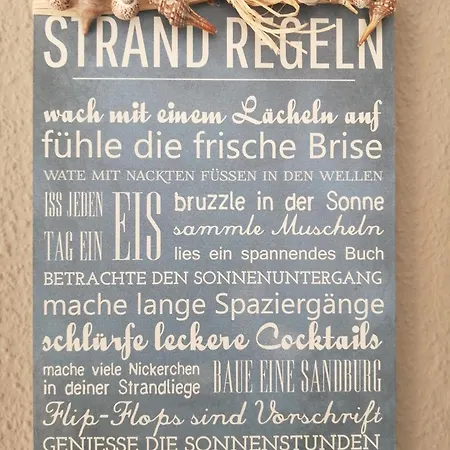 STRAND REGELN
wach mit einem Lächeln auf
fühle die frische Brise
WATE MIT NACKTEN FÜSSEN IN DEN WELLEN
ISS JEDEN
TAG EIN
EIS
bruzzle in der Sonne
sammle Muscheln
lies ein spannendes Buch
BETRACHTE DEN SONNENUNTERGANG
mache lange Spaziergänge
schlürfe leckere Cocktails
mache viele Nickerchen
in deiner Strandliege
BAUE EINE SANDBURG
Flip-Flops sind Vorschrift
GENIESSE DIE SONNENSTUNDEN